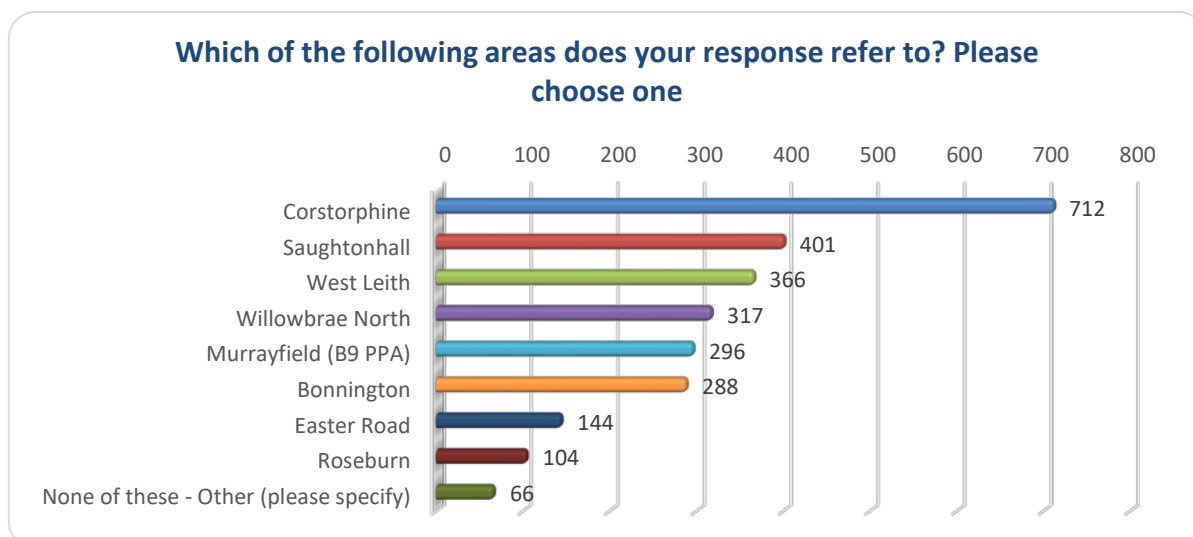 Which of the following areas does your response refer to? Please
choose one
0 100 200 300 400 500 600 700 800
Corstorphine 712
Saughtonhall 401
West Leith 366
Willowbrae North 317
Murrayfield (B9 PPA) 296
Bonnington 288
Easter Road 144
Roseburn 104
None of these - Other (please specify) 66